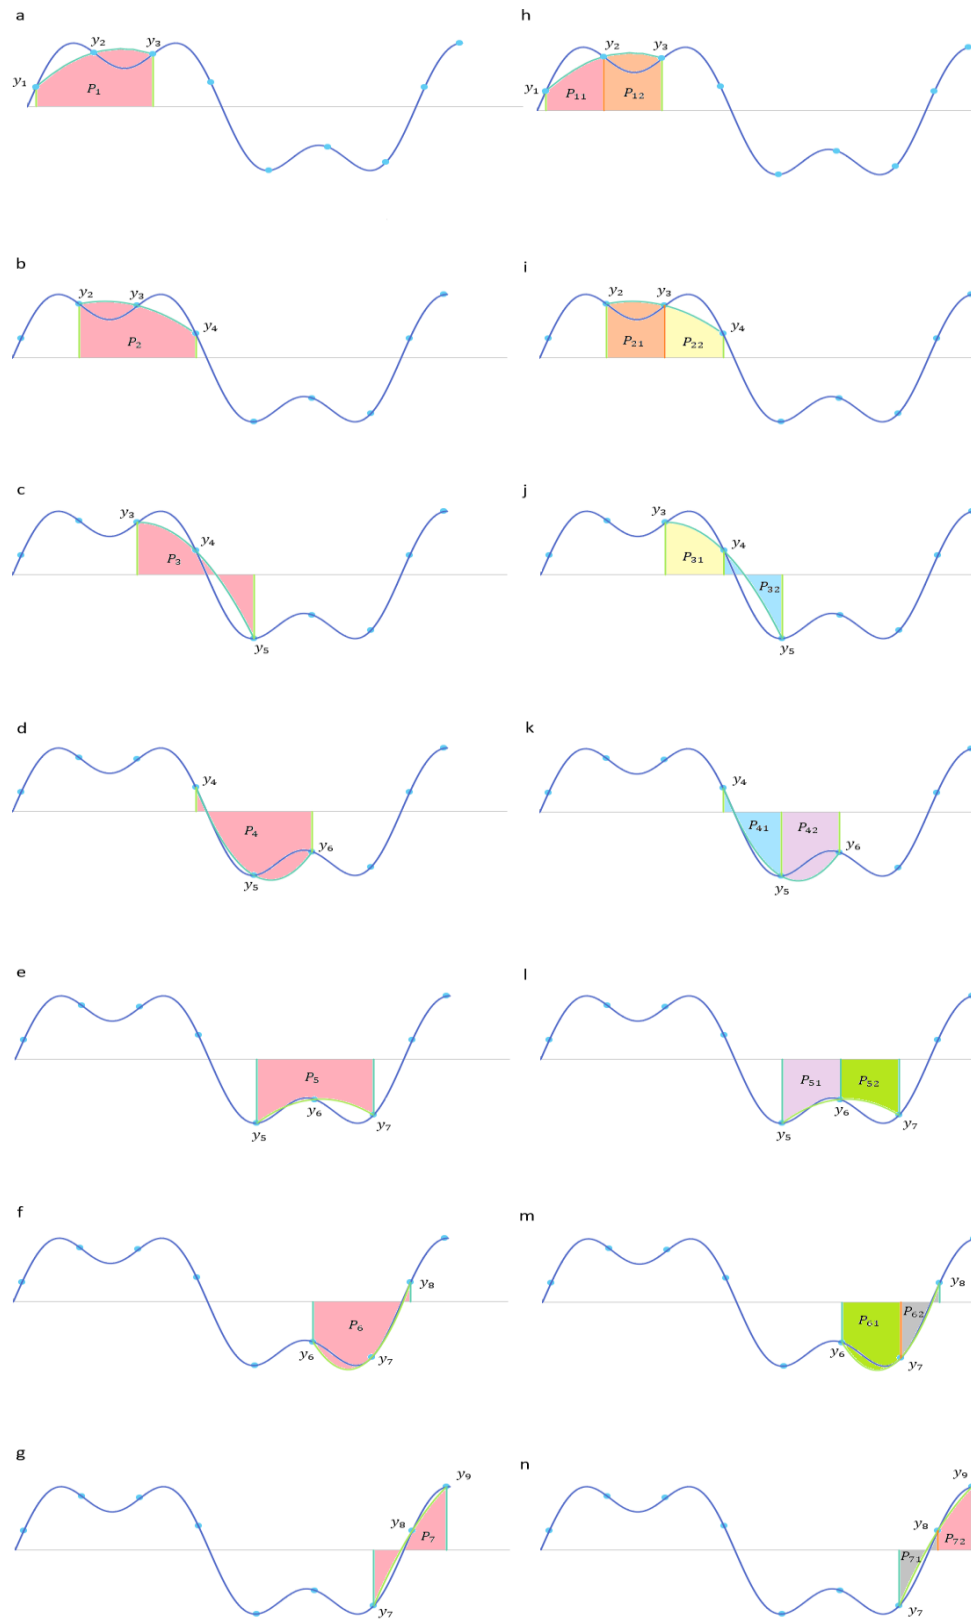 a
y₁ y₂ y₃
P₁
h
y₁ y₂ y₃
P₁₁ P₁₂
b
y₂ y₃ y₄
P₂
i
y₂ y₃ y₄
P₂₁ P₂₂
c
y₃ y₄
P₃
y₅
j
y₃ y₄
P₃₁ P₃₂
y₅
d
y₄
P₄
y₅ y₆
k
y₄
P₄₁ P₄₂
y₅ y₆
e
P₅
y₅ y₆ y₇
l
P₅₁ P₅₂
y₅ y₆ y₇
f
y₈
P₆
y₆ y₇
m
y₈
P₆₁ P₆₂
y₆ y₇
g
y₉
y₈ P₇
y₇
n
y₉
y₈
P₇₁ P₇₂
y₇